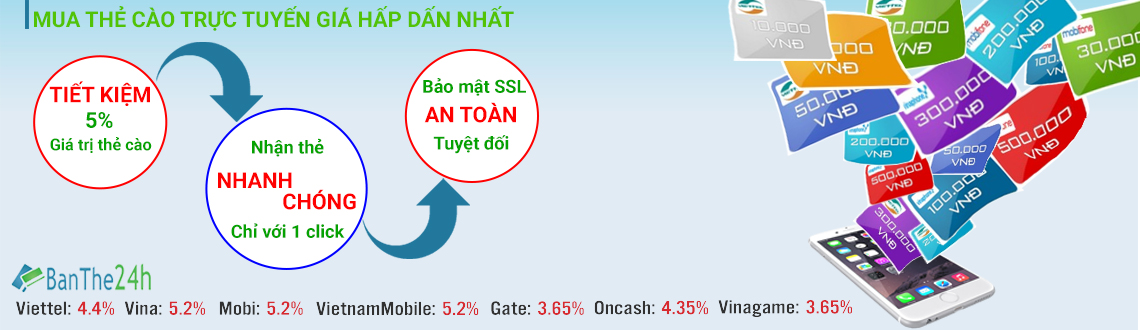 MUA THẺ CÀO TRỰC TUYẾN GIÁ HẤP DẤN NHẤT
TIẾT KIỆM
5%
Giá trị thẻ cào
Nhận thẻ
NHANH
CHÓNG
Chỉ với 1 click
Bảo mật SSL
AN TOÀN
Tuyệt đối
10.000
VNĐ
VNĐ
50.000
VNĐ
mobifone
200.000
VNĐ
mobifone
30.000
VNĐ
100.000
VNĐ
300.000
VNĐ
200.000
VNĐ
50.000
VNĐ
500.000
VNĐ
500.000
VNĐ
100.000
VNĐ
300.000
VNĐ
BanThe24h
Viettel: 4.4% Vina: 5.2% Mobi: 5.2% VietnamMobile: 5.2% Gate: 3.65% Oncash: 4.35% Vinagame: 3.65%